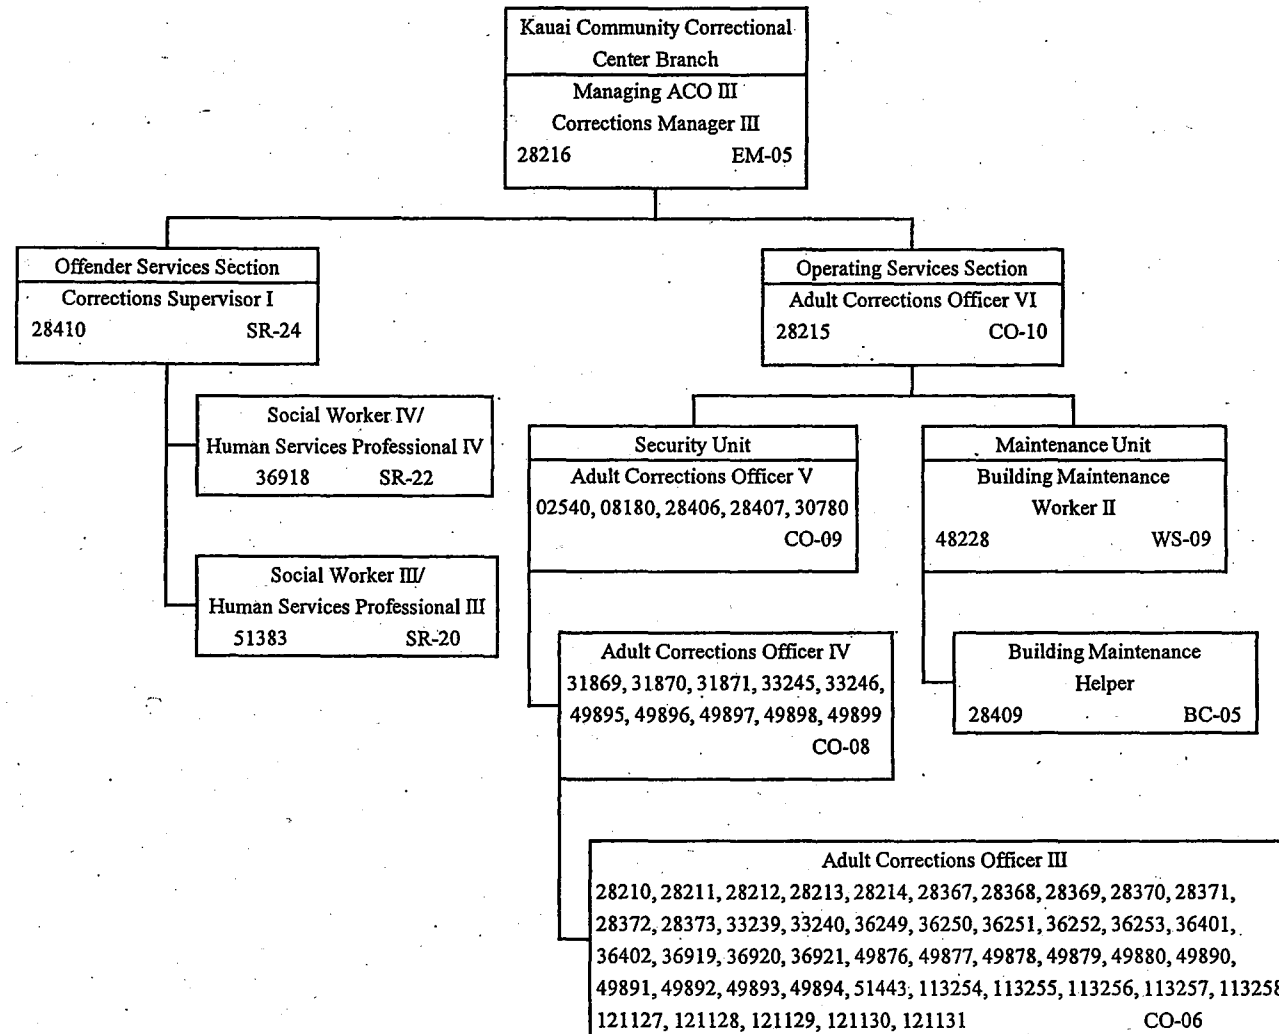 Kauai Community Correctional
Center Branch
Managing ACO III
Corrections Manager III
28216 EM-05
Offender Services Section
Corrections Supervisor I
28410 SR-24
Social Worker IV/
Human Services Professional IV
36918 SR-22
Social Worker III/
Human Services Professional III
51383 SR-20
Operating Services Section
Adult Corrections Officer VI
28215 CO-10
Security Unit
Adult Corrections Officer V
02540, 08180, 28406, 28407, 30780
CO-09
Adult Corrections Officer IV
31869, 31870, 31871, 33245, 33246,
49895, 49896, 49897, 49898, 49899
CO-08
Adult Corrections Officer III
28210, 28211, 28212, 28213, 28214, 28367, 28368, 28369, 28370, 28371,
28372, 28373, 33239, 33240, 36249, 36250, 36251, 36252, 36253, 36401,
36402, 36919, 36920, 36921, 49876, 49877, 49878, 49879, 49880, 49890,
49891, 49892, 49893, 49894, 51443, 113254, 113255, 113256, 113257, 113258
121127, 121128, 121129, 121130, 121131 CO-06
Maintenance Unit
Building Maintenance
Worker II
48228 WS-09
Building Maintenance
Helper
28409 BC-05